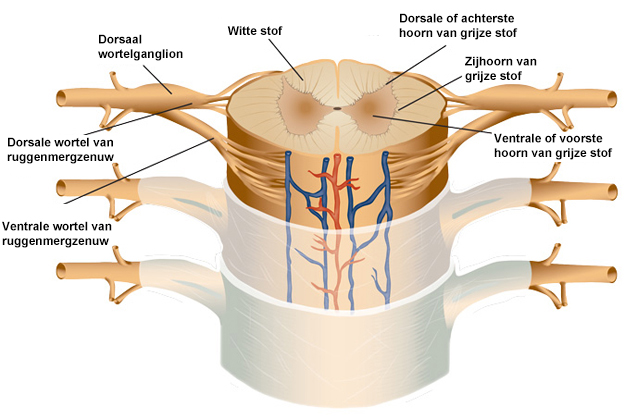 Dorsaal
wortelganglion
Witte stof
Dorsale of achterste
hoorn van grijze stof
Zijhoorn van
grijze stof
Dorsale wortel van
ruggenmergzenuw
Ventrale of voorste
hoorn van grijze stof
Ventrale wortel van
ruggenmergzenuw